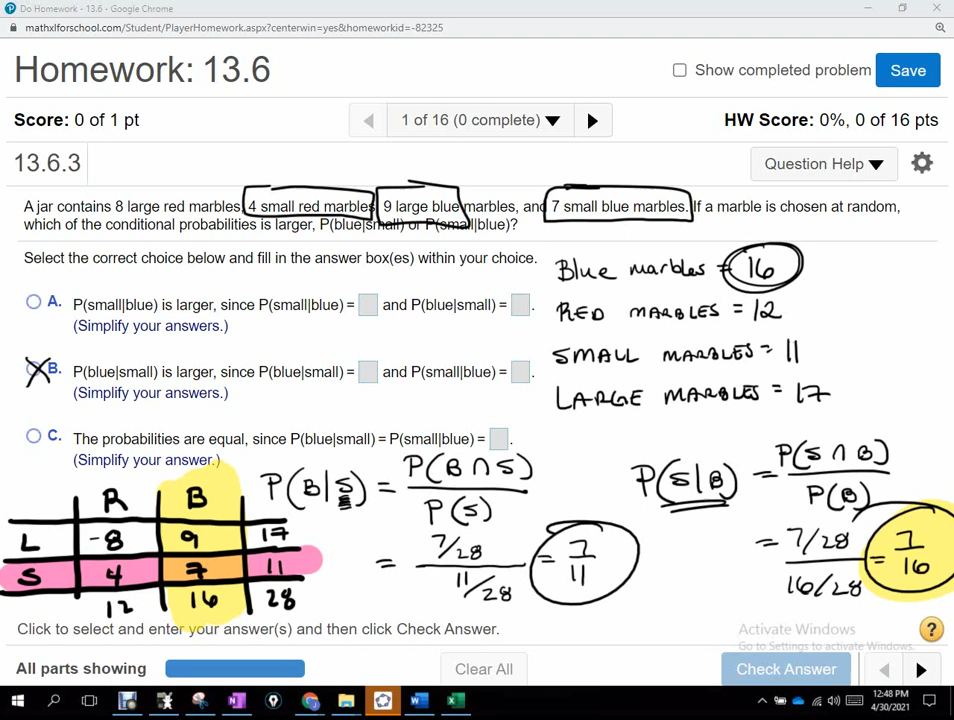 Do Homework - 13.6 - Google Chrome
mathxlforschool.com/Student/PlayerHomework.aspx?centerwin=yes&homeworkid=-82325
Homework: 13.6
Show completed problem
Save
Score: 0 of 1 pt
1 of 16 (0 complete)
HW Score: 0%, 0 of 16 pts
13.6.3
Question Help
A jar contains 8 large red marbles, 4 small red marbles, 9 large blue marbles, and 7 small blue marbles. If a marble is chosen at random,
which of the conditional probabilities is larger, P(blue|small) or P(small|blue)?
Select the correct choice below and fill in the answer box(es) within your choice.
Blue marbles = 16
A. P(small|blue) is larger, since P(small|blue) = and P(blue|small) = .
(Simplify your answers.)
RED MARBLES = 12
SMALL MARBLES = 11
B. P(blue|small) is larger, since P(blue|small) = and P(small|blue) = .
(Simplify your answers.)
LARGE MARBLES = 17
C. The probabilities are equal, since P(blue|small) = P(small|blue) = .
(Simplify your answer.)
P(B|S) = P(B ∩ S) / P(S)
= 7/28 / 11/28 = 7/11
P(S|B) = P(S ∩ B) / P(B)
= 7/28 / 16/28 = 7/16
R B
L -8 9 17
S 4 7 11
12 16 28
Click to select and enter your answer(s) and then click Check Answer.
Activate Windows
Go to Settings to activate Windows.
?
All parts showing
Clear All
Check Answer
12:48 PM
4/30/2021